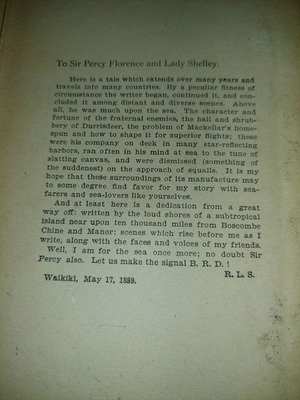 To Sir Percy Florence and Lady Shelley.
Here is a tale which extends over many years and
travels into many countries. By a peculiar fitness of
circumstance the writer began, continued it, and con-
cluded it among distant and diverse scenes. Above
all, he was much upon the sea. The character and
fortune of the fraternal enemies, the hall and shrub-
bery of Durrisdeer, the problem of Mackellar's home-
spun and how to shape it for superior flights; these
were his company on deck in many star-reflecting
harbors, ran often in his mind at sea to the tune of
slatting canvas, and were dismissed (something of
the suddenest) on the approach of squalls. It is my
hope that these surroundings of its manufacture may
to some degree find favor for my story with sea-
farers and sea-lovers like yourselves.
And at least here is a dedication from a great
way off: written by the loud shores of a subtropical
island near upon ten thousand miles from Boscombe
Chine and Manor: scenes which rise before me as I
write, along with the faces and voices of my friends.
Well, I am for the sea once more; no doubt Sir
Percy also. Let us make the signal B. R. D.!
R. L. S.
Waikiki, May 17, 1889.